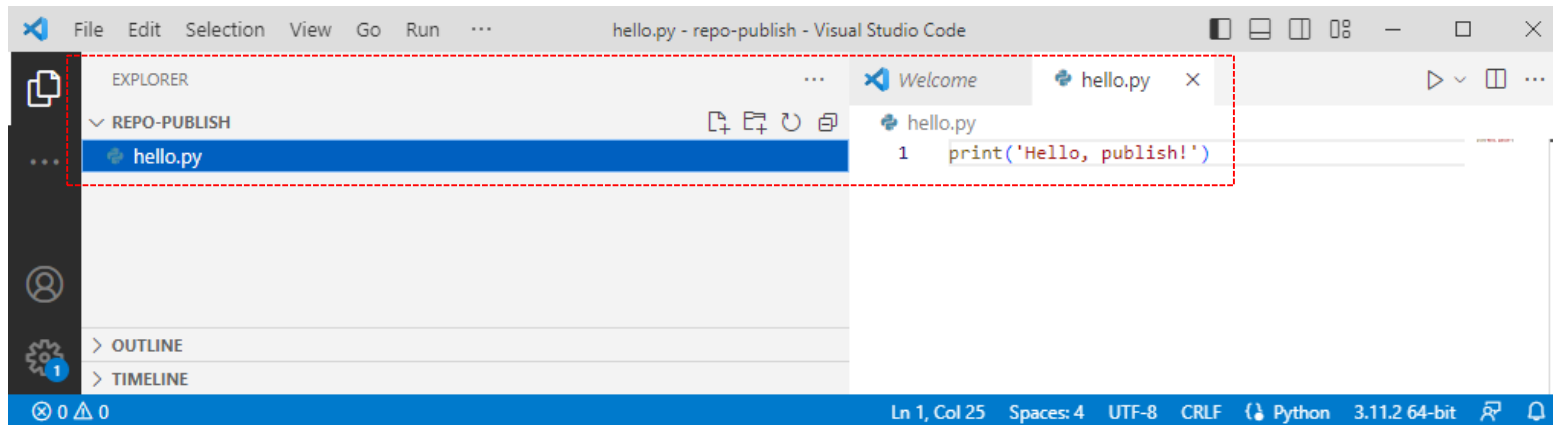 File Edit Selection View Go Run ··· hello.py - repo-publish - Visual Studio Code
EXPLORER ···
REPO-PUBLISH
hello.py
OUTLINE
TIMELINE
1
Welcome hello.py
hello.py
1 print('Hello, publish!')
0 0 Ln 1, Col 25 Spaces: 4 UTF-8 CRLF Python 3.11.2 64-bit